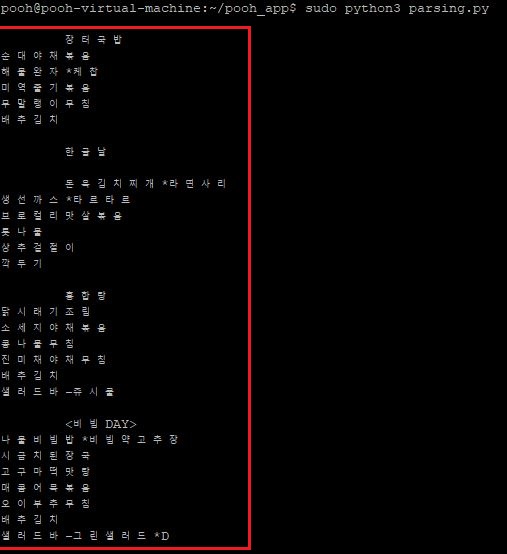 pooh@pooh-virtual-machine:~/pooh_app$ sudo python3 parsing.py
장터국밥
순대야채볶음
해물완자*케찹
미역줄기볶음
무말랭이무침
배추김치
한글날
돈육김치찌개*라면사리
생선까스*타르타르
브로컬리맛살볶음
톳나물
상추겉절이
깍두기
홍합탕
닭시래기조림
소세지야채볶음
콩나물무침
진미채야채무침
배추김치
샐러드바-쥬시쿨
<비빔DAY>
나물비빔밥*비빔약고추장
시금치된장국
고구마떡맛탕
매콤어묵볶음
오이부추무침
배추김치
샐러드바-그린샐러드*D